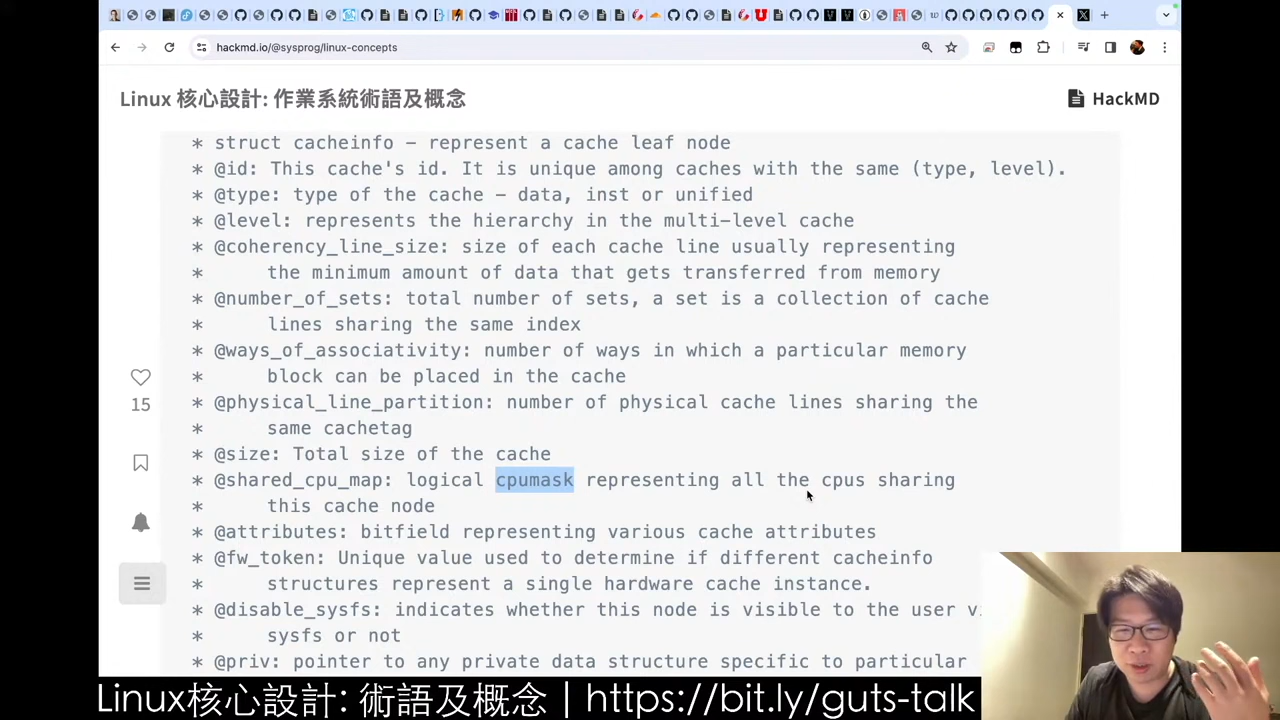 hackmd.io/@sysprog/linux-concepts
Linux 核心設計: 作業系統術語及概念
HackMD
* struct cacheinfo - represent a cache leaf node
* @id: This cache's id. It is unique among caches with the same (type, level).
* @type: type of the cache - data, inst or unified
* @level: represents the hierarchy in the multi-level cache
* @coherency_line_size: size of each cache line usually representing
* the minimum amount of data that gets transferred from memory
* @number_of_sets: total number of sets, a set is a collection of cache
* lines sharing the same index
* @ways_of_associativity: number of ways in which a particular memory
* block can be placed in the cache
* @physical_line_partition: number of physical cache lines sharing the
* same cachetag
* @size: Total size of the cache
* @shared_cpu_map: logical cpumask representing all the cpus sharing
* this cache node
* @attributes: bitfield representing various cache attributes
* @fw_token: Unique value used to determine if different cacheinfo
* structures represent a single hardware cache instance.
* @disable_sysfs: indicates whether this node is visible to the user
* sysfs or not
* @priv: pointer to any private data structure specific to particular
15
Linux核心設計: 術語及概念 | https://bit.ly/guts-talk